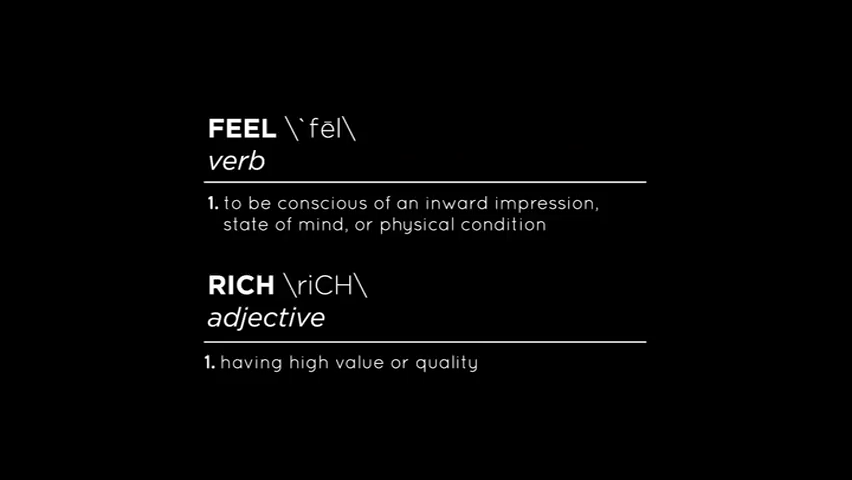 FEEL \`fēl\
verb
1. to be conscious of an inward impression,
state of mind, or physical condition
RICH \riCH\
adjective
1. having high value or quality